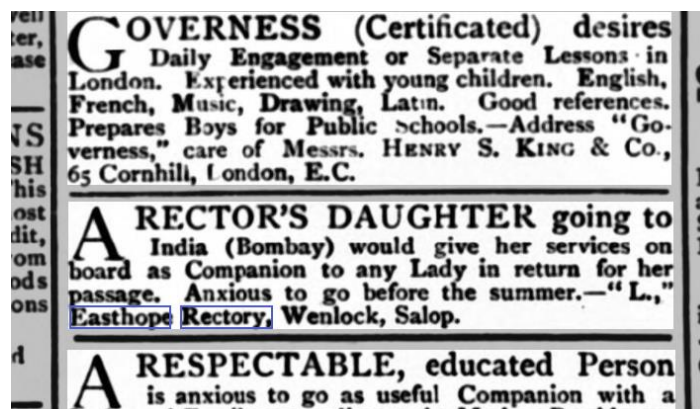 GOVERNESS (Certificated) desires
Daily Engagement or Separate Lessons in
London. Experienced with young children. English,
French, Music, Drawing, Latin. Good references.
Prepares Boys for Public Schools.—Address "Go-
verness," care of Messrs. HENRY S. KING & Co.,
65 Cornhill, London, E.C.
A RECTOR'S DAUGHTER going to
India (Bombay) would give her services on
board as Companion to any Lady in return for her
passage. Anxious to go before the summer.—"L.,"
Easthope Rectory, Wenlock, Salop.
A RESPECTABLE, educated Person
is anxious to go as useful Companion with a